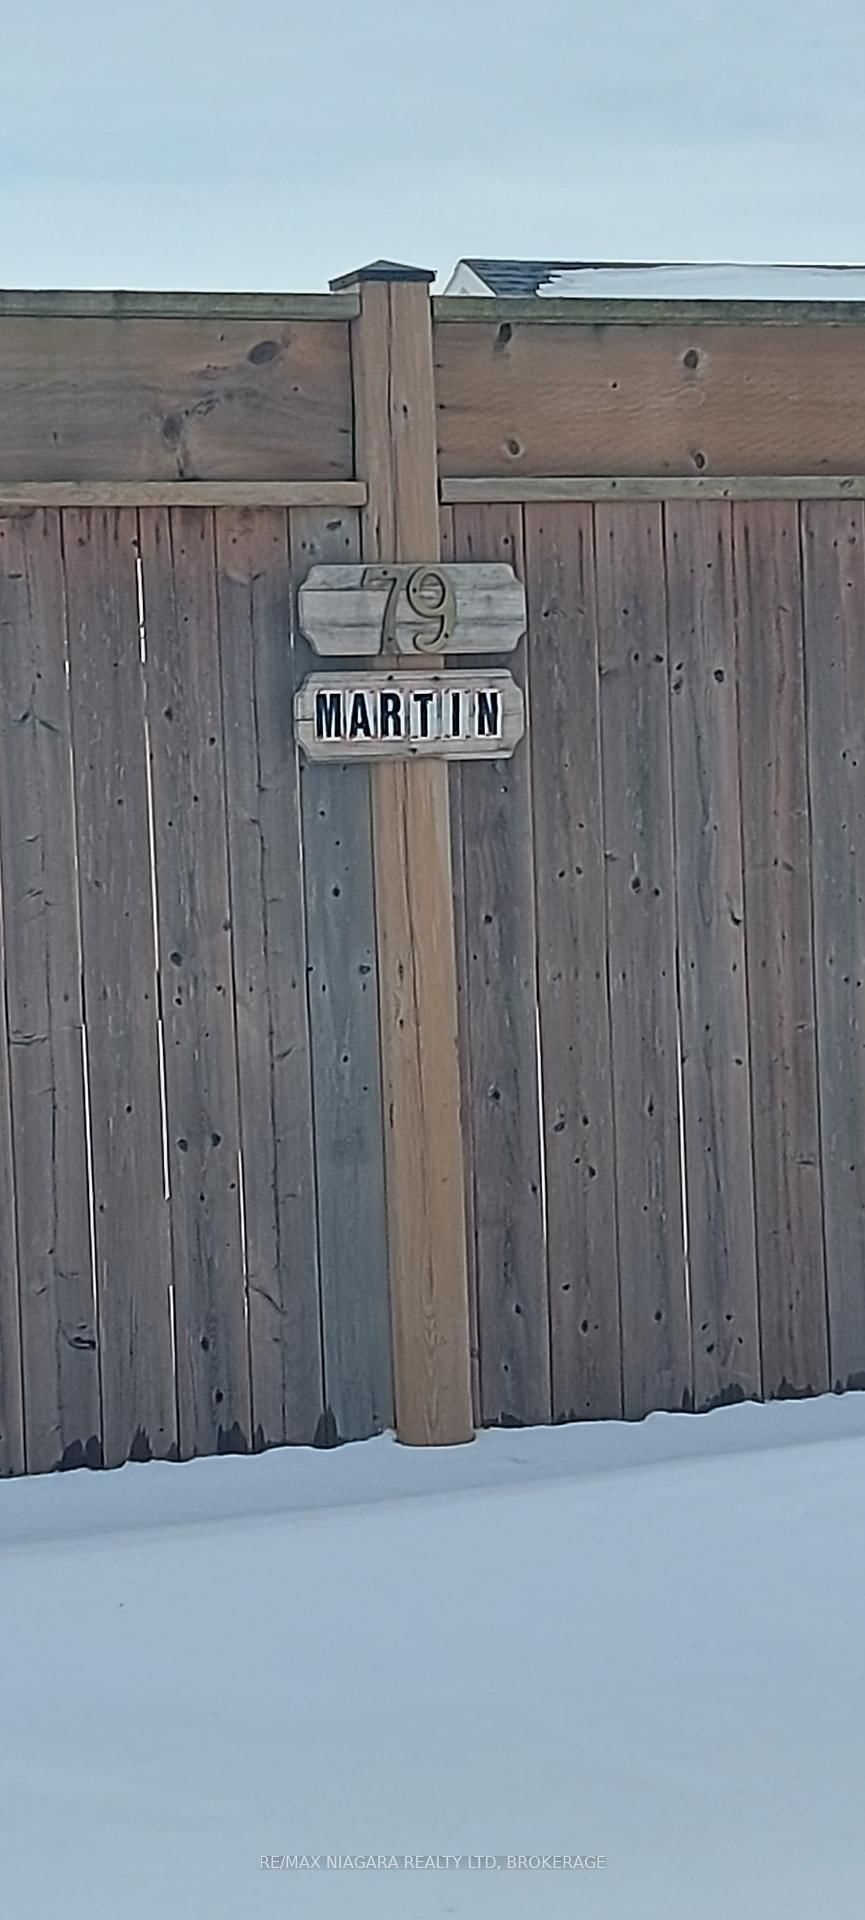 79
MARTIN
RE/MAX NIAGARA REALTY LTD, BROKERAGE